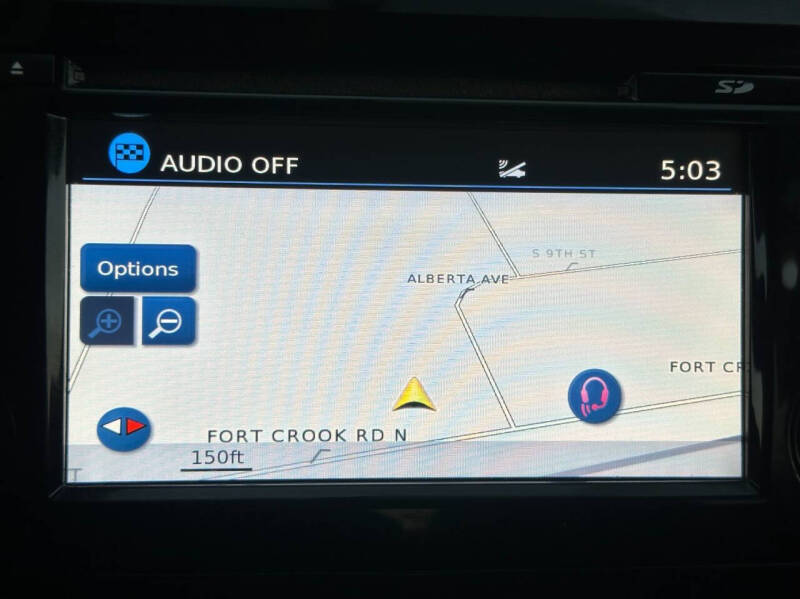 SD
AUDIO OFF
5:03
Options
S 9TH ST
ALBERTA AVE
FORT CR
FORT CROOK RD N
150ft
T